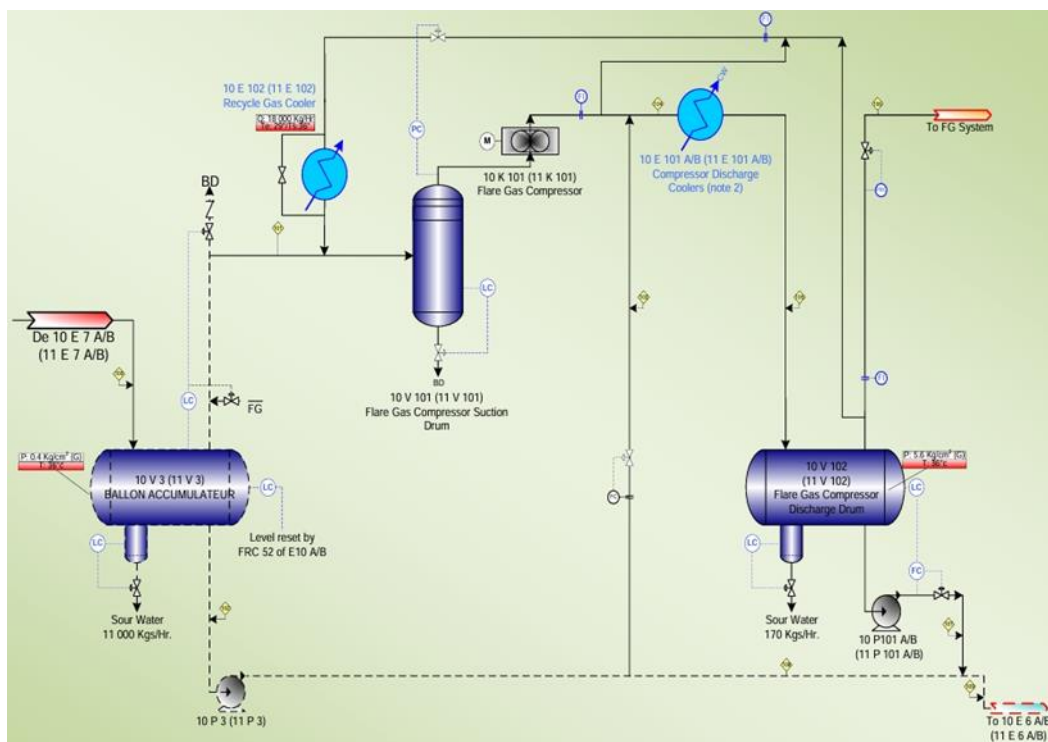 10 E 102 (11 E 102)
Recycle Gas Cooler
BD
PC
M
10 K 101 (11 K 101)
Flare Gas Compressor
CW
10 E 101 A/B (11 E 101 A/B)
Compressor Discharge
Coolers (note 2)
To FG System
LC
BD
10 V 101 (11 V 101)
Flare Gas Compressor Suction
Drum
De 10 E 7 A/B
(11 E 7 A/B)
LC
FG
P: 0.4 Kg/cm² (G)
T: 36°c
10 V 3 (11 V 3)
BALLON ACCUMULATEUR
LC
Level reset by
FRC 52 of E10 A/B
LC
Sour Water
11 000 Kgs/Hr.
10 P 3 (11 P 3)
10 V 102
(11 V 102)
Flare Gas Compressor
Discharge Drum
P: 5.6 Kg/cm² (G)
T: 36°c
LC
LC
FC
Sour Water
170 Kgs/Hr.
10 P101 A/B
(11 P 101 A/B)
To 10 E 6 A/B
(11 E 6 A/B)